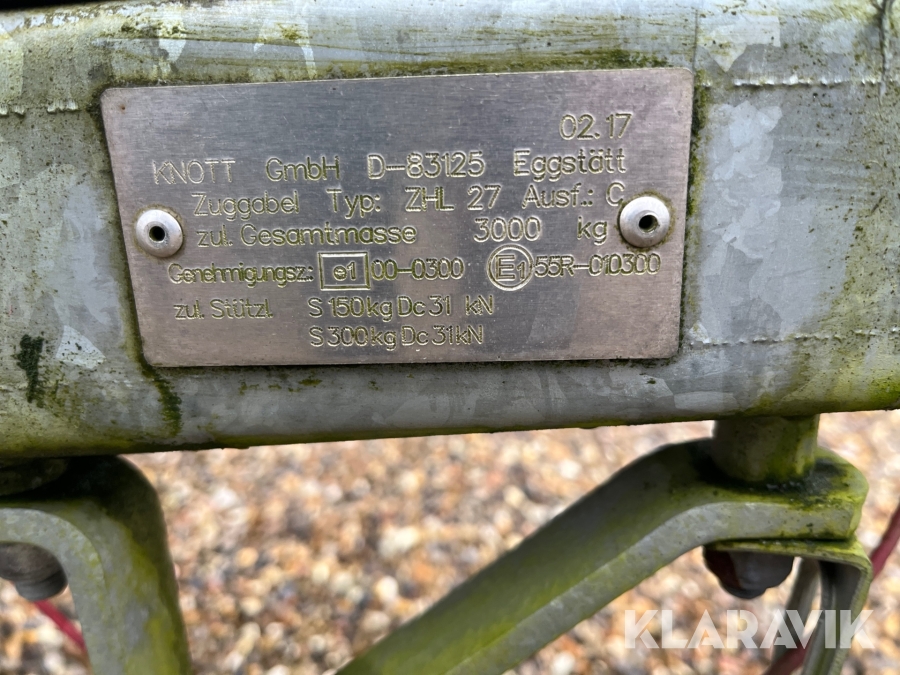 02.17
KNOTT GmbH D-83125 Eggstätt
Zuggabel Typ: ZHL 27 Ausf.: C
zul. Gesamtmasse 3000 kg
Genehmigungsz.: e1 00-0300 E1 55R-010300
zul. Stützl. S 150kg Dc 31 kN
S 300kg Dc 31kN
KLARAVIK
KLARAVIK